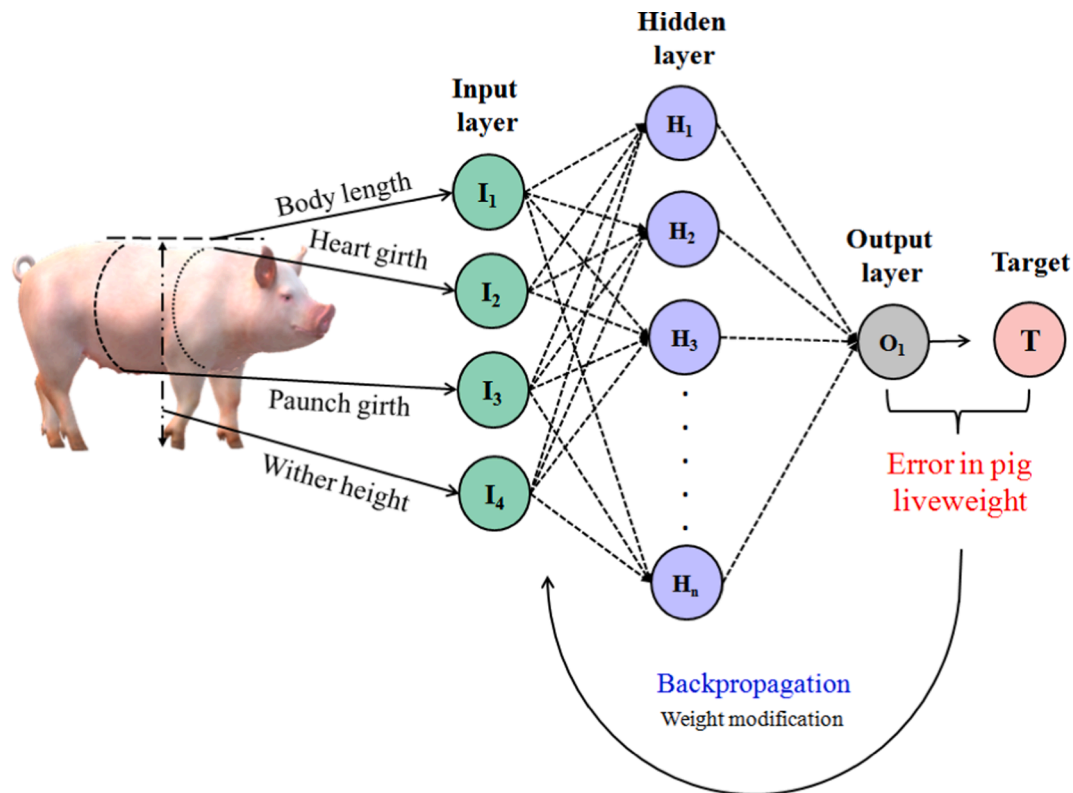 Hidden
layer
Input
layer
H₁
Body length
I₁
Heart girth
H₂
Output
layer
Target
I₂
H₃
O₁
T
Paunch girth
I₃
Wither height
I₄
Error in pig
liveweight
Hₙ
Backpropagation
Weight modification